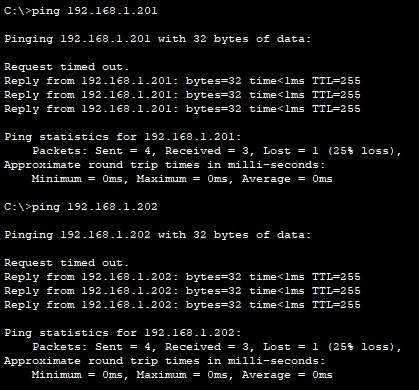 C:\>ping 192.168.1.201
Pinging 192.168.1.201 with 32 bytes of data:
Request timed out.
Reply from 192.168.1.201: bytes=32 time<1ms TTL=255
Reply from 192.168.1.201: bytes=32 time<1ms TTL=255
Reply from 192.168.1.201: bytes=32 time<1ms TTL=255
Ping statistics for 192.168.1.201:
    Packets: Sent = 4, Received = 3, Lost = 1 (25% loss),
Approximate round trip times in milli-seconds:
    Minimum = 0ms, Maximum = 0ms, Average = 0ms
C:\>ping 192.168.1.202
Pinging 192.168.1.202 with 32 bytes of data:
Request timed out.
Reply from 192.168.1.202: bytes=32 time<1ms TTL=255
Reply from 192.168.1.202: bytes=32 time<1ms TTL=255
Reply from 192.168.1.202: bytes=32 time<1ms TTL=255
Ping statistics for 192.168.1.202:
    Packets: Sent = 4, Received = 3, Lost = 1 (25% loss),
Approximate round trip times in milli-seconds:
    Minimum = 0ms, Maximum = 0ms, Average = 0ms